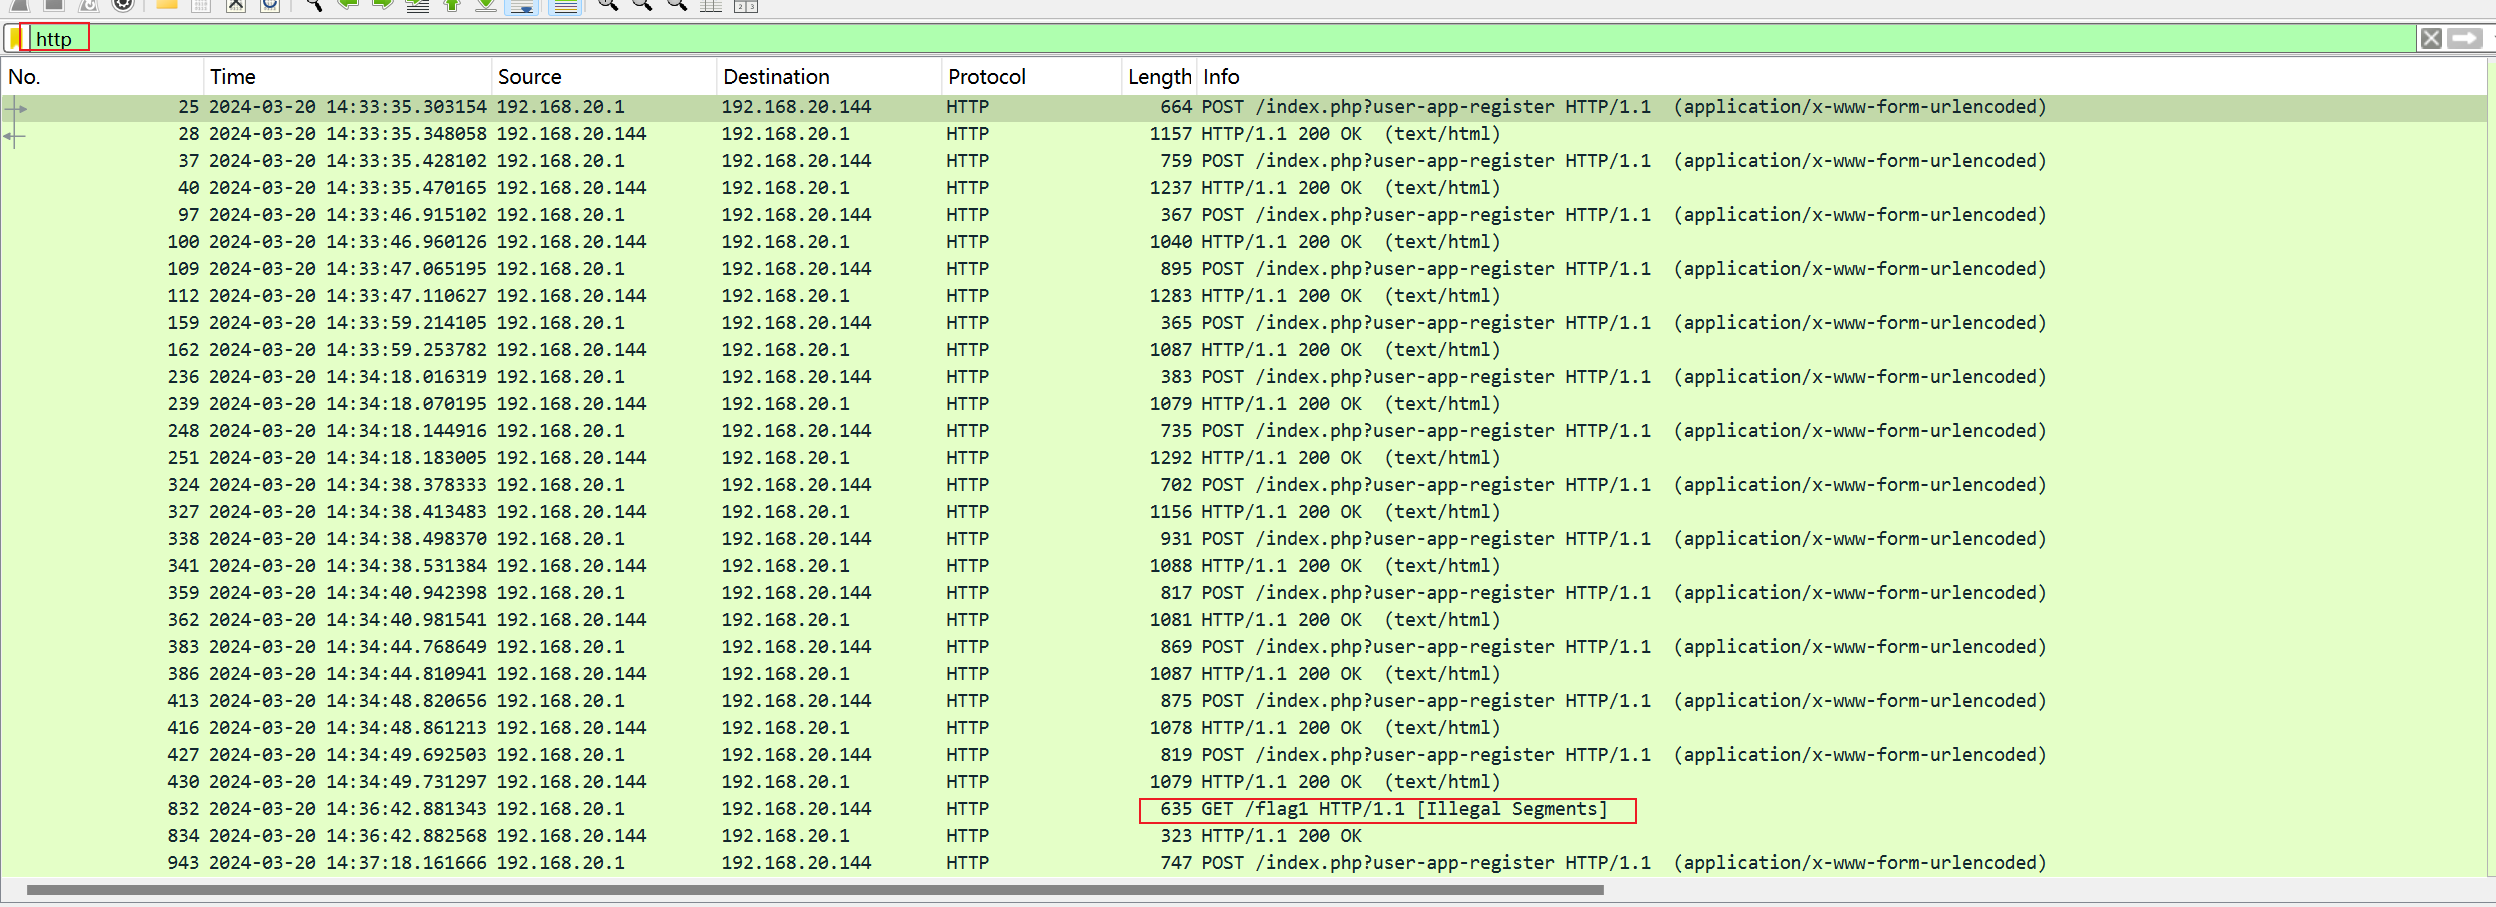 http
No. Time Source Destination Protocol Length Info
25 2024-03-20 14:33:35.303154 192.168.20.1 192.168.20.144 HTTP 664 POST /index.php?user-app-register HTTP/1.1 (application/x-www-form-urlencoded)
28 2024-03-20 14:33:35.348058 192.168.20.144 192.168.20.1 HTTP 1157 HTTP/1.1 200 OK (text/html)
37 2024-03-20 14:33:35.428102 192.168.20.1 192.168.20.144 HTTP 759 POST /index.php?user-app-register HTTP/1.1 (application/x-www-form-urlencoded)
40 2024-03-20 14:33:35.470165 192.168.20.144 192.168.20.1 HTTP 1237 HTTP/1.1 200 OK (text/html)
97 2024-03-20 14:33:46.915102 192.168.20.1 192.168.20.144 HTTP 367 POST /index.php?user-app-register HTTP/1.1 (application/x-www-form-urlencoded)
100 2024-03-20 14:33:46.960126 192.168.20.144 192.168.20.1 HTTP 1040 HTTP/1.1 200 OK (text/html)
109 2024-03-20 14:33:47.065195 192.168.20.1 192.168.20.144 HTTP 895 POST /index.php?user-app-register HTTP/1.1 (application/x-www-form-urlencoded)
112 2024-03-20 14:33:47.110627 192.168.20.144 192.168.20.1 HTTP 1283 HTTP/1.1 200 OK (text/html)
159 2024-03-20 14:33:59.214105 192.168.20.1 192.168.20.144 HTTP 365 POST /index.php?user-app-register HTTP/1.1 (application/x-www-form-urlencoded)
162 2024-03-20 14:33:59.253782 192.168.20.144 192.168.20.1 HTTP 1087 HTTP/1.1 200 OK (text/html)
236 2024-03-20 14:34:18.016319 192.168.20.1 192.168.20.144 HTTP 383 POST /index.php?user-app-register HTTP/1.1 (application/x-www-form-urlencoded)
239 2024-03-20 14:34:18.070195 192.168.20.144 192.168.20.1 HTTP 1079 HTTP/1.1 200 OK (text/html)
248 2024-03-20 14:34:18.144916 192.168.20.1 192.168.20.144 HTTP 735 POST /index.php?user-app-register HTTP/1.1 (application/x-www-form-urlencoded)
251 2024-03-20 14:34:18.183005 192.168.20.144 192.168.20.1 HTTP 1292 HTTP/1.1 200 OK (text/html)
324 2024-03-20 14:34:38.378333 192.168.20.1 192.168.20.144 HTTP 702 POST /index.php?user-app-register HTTP/1.1 (application/x-www-form-urlencoded)
327 2024-03-20 14:34:38.413483 192.168.20.144 192.168.20.1 HTTP 1156 HTTP/1.1 200 OK (text/html)
338 2024-03-20 14:34:38.498370 192.168.20.1 192.168.20.144 HTTP 931 POST /index.php?user-app-register HTTP/1.1 (application/x-www-form-urlencoded)
341 2024-03-20 14:34:38.531384 192.168.20.144 192.168.20.1 HTTP 1088 HTTP/1.1 200 OK (text/html)
359 2024-03-20 14:34:40.942398 192.168.20.1 192.168.20.144 HTTP 817 POST /index.php?user-app-register HTTP/1.1 (application/x-www-form-urlencoded)
362 2024-03-20 14:34:40.981541 192.168.20.144 192.168.20.1 HTTP 1081 HTTP/1.1 200 OK (text/html)
383 2024-03-20 14:34:44.768649 192.168.20.1 192.168.20.144 HTTP 869 POST /index.php?user-app-register HTTP/1.1 (application/x-www-form-urlencoded)
386 2024-03-20 14:34:44.810941 192.168.20.144 192.168.20.1 HTTP 1087 HTTP/1.1 200 OK (text/html)
413 2024-03-20 14:34:48.820656 192.168.20.1 192.168.20.144 HTTP 875 POST /index.php?user-app-register HTTP/1.1 (application/x-www-form-urlencoded)
416 2024-03-20 14:34:48.861213 192.168.20.144 192.168.20.1 HTTP 1078 HTTP/1.1 200 OK (text/html)
427 2024-03-20 14:34:49.692503 192.168.20.1 192.168.20.144 HTTP 819 POST /index.php?user-app-register HTTP/1.1 (application/x-www-form-urlencoded)
430 2024-03-20 14:34:49.731297 192.168.20.144 192.168.20.1 HTTP 1079 HTTP/1.1 200 OK (text/html)
832 2024-03-20 14:36:42.881343 192.168.20.1 192.168.20.144 HTTP 635 GET /flag1 HTTP/1.1 [Illegal Segments]
834 2024-03-20 14:36:42.882568 192.168.20.144 192.168.20.1 HTTP 323 HTTP/1.1 200 OK
943 2024-03-20 14:37:18.161666 192.168.20.1 192.168.20.144 HTTP 747 POST /index.php?user-app-register HTTP/1.1 (application/x-www-form-urlencoded)